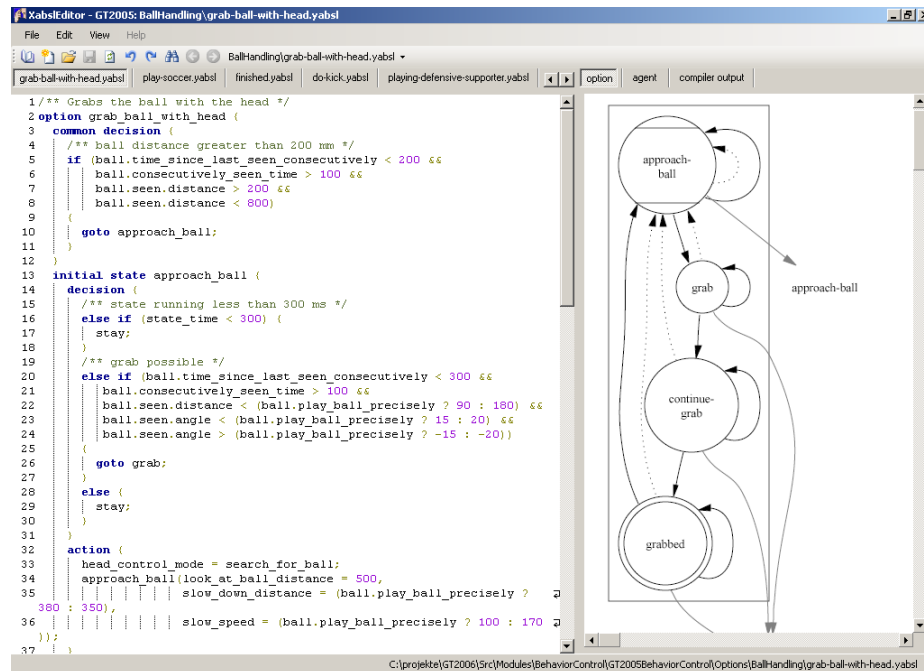 XabslEditor - GT2005: BallHandling\grab-ball-with-head.yabsl
File Edit View Help
BallHandling\grab-ball-with-head.yabsl
grab-ball-with-head.yabsl play-soccer.yabsl finished.yabsl do-kick.yabsl playing-defensive-supporter.yabsl option agent compiler output
1 /** Grabs the ball with the head */
2 option grab_ball_with_head {
3 common decision {
4 /** ball distance greater than 200 mm */
5 if (ball.time_since_last_seen_consecutively < 200 &&
6 ball.consecutively_seen_time > 100 &&
7 ball.seen.distance > 200 &&
8 ball.seen.distance < 800)
9 {
10 goto approach_ball;
11 }
12 }
13 initial state approach_ball {
14 decision {
15 /** state running less than 300 ms */
16 else if (state_time < 300) {
17 stay;
18 }
19 /** grab possible */
20 else if (ball.time_since_last_seen_consecutively < 300 &&
21 ball.consecutively_seen_time > 100 &&
22 ball.seen.distance < (ball.play_ball_precisely ? 90 : 180) &&
23 ball.seen.angle < (ball.play_ball_precisely ? 15 : 20) &&
24 ball.seen.angle > (ball.play_ball_precisely ? -15 : -20))
25 {
26 goto grab;
27 }
28 else {
29 stay;
30 }
31 }
32 action {
33 head_control_mode = search_for_ball;
34 approach_ball(look_at_ball_distance = 500,
35 slow_down_distance = (ball.play_ball_precisely ?
380 : 350),
36 slow_speed = (ball.play_ball_precisely ? 100 : 170
));
37 }
approach-
ball
grab
approach-ball
continue-
grab
grabbed
C:\projekte\GT2006\Src\Modules\BehaviorControl\GT2005BehaviorControl\Options\BallHandling\grab-ball-with-head.yabsl